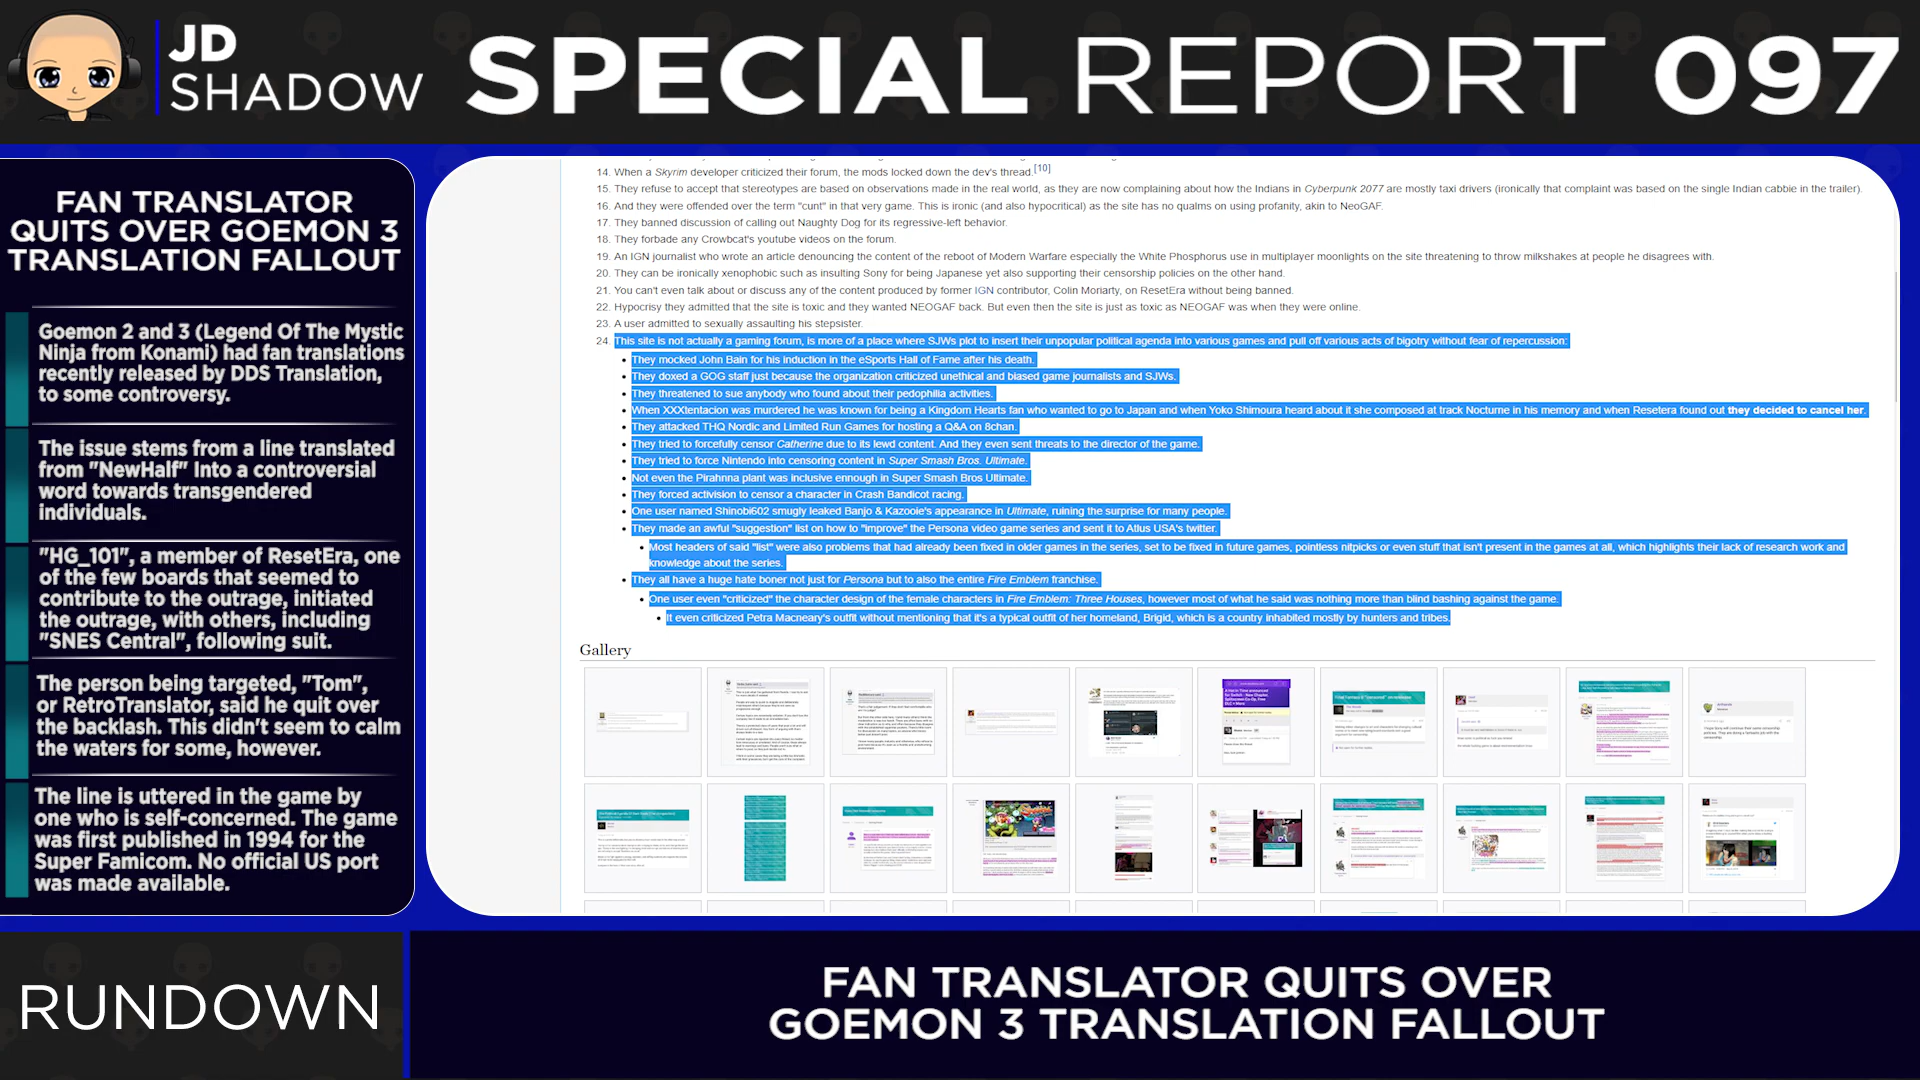 JD
SHADOW
SPECIAL REPORT 097
FAN TRANSLATOR
QUITS OVER GOEMON 3
TRANSLATION FALLOUT
Goemon 2 and 3 (Legend Of The Mystic
Ninja from Konami) had fan translations
recently released by DDS Translation,
to some controversy.
The issue stems from a line translated
from "NewHalf" Into a controversial
word towards transgendered
individuals.
"HG_101", a member of ResetEra, one
of the few boards that seemed to
contribute to the outrage, initiated
the outrage, with others, including
"SNES Central", following suit.
The person being targeted, "Tom",
or RetroTranslator, said he quit over
the backlash. This didn't seem to calm
the waters for some, however.
The line is uttered in the game by
one who is self-concerned. The game
was first published in 1994 for the
Super Famicom. No official US port
was made available.
14. When a Skyrim developer criticized their forum, the mods locked down the dev's thread.[10]
15. They refuse to accept that stereotypes are based on observations made in the real world, as they are now complaining about how the Indians in Cyberpunk 2077 are mostly taxi drivers (ironically that complaint was based on the single Indian cabbie in the trailer).
16. And they were offended over the term "cunt" in that very game. This is ironic (and also hypocritical) as the site has no qualms on using profanity, akin to NeoGAF.
17. They banned discussion of calling out Naughty Dog for its regressive-left behavior.
18. They forbade any Crowbcat's youtube videos on the forum.
19. An IGN journalist who wrote an article denouncing the content of the reboot of Modern Warfare especially the White Phosphorus use in multiplayer moonlights on the site threatening to throw milkshakes at people he disagrees with.
20. They can be ironically xenophobic such as insulting Sony for being Japanese yet also supporting their censorship policies on the other hand.
21. You can't even talk about or discuss any of the content produced by former IGN contributor, Colin Moriarty, on ResetEra without being banned.
22. Hypocrisy they admitted that the site is toxic and they wanted NEOGAF back. But even then the site is just as toxic as NEOGAF was when they were online.
23. A user admitted to sexually assaulting his stepsister.
24. This site is not actually a gaming forum, is more of a place where SJWs plot to insert their unpopular political agenda into various games and pull off various acts of bigotry without fear of repercussion:
• They mocked John Bain for his induction in the eSports Hall of Fame after his death.
• They doxed a GOG staff just because the organization criticized unethical and biased game journalists and SJWs.
• They threatened to sue anybody who found about their pedophilia activities.
• When XXXtentacion was murdered he was known for being a Kingdom Hearts fan who wanted to go to Japan and when Yoko Shimoura heard about it she composed at track Nocturne in his memory and when Resetera found out they decided to cancel her.
• They attacked THQ Nordic and Limited Run Games for hosting a Q&A on 8chan.
• They tried to forcefully censor Catherine due to its lewd content. And they even sent threats to the director of the game.
• They tried to force Nintendo into censoring content in Super Smash Bros. Ultimate.
• Not even the Pirahnna plant was inclusive ennough in Super Smash Bros Ultimate.
• They forced activision to censor a character in Crash Bandicot racing.
• One user named Shinobi602 smugly leaked Banjo & Kazooie's appearance in Ultimate, ruining the surprise for many people.
• They made an awful "suggestion" list on how to "improve" the Persona video game series and sent it to Atlus USA's twitter.
• Most headers of said "list" were also problems that had already been fixed in older games in the series, set to be fixed in future games, pointless nitpicks or even stuff that isn't present in the games at all, which highlights their lack of research work and
knowledge about the series.
• They all have a huge hate boner not just for Persona but to also the entire Fire Emblem franchise.
• One user even "criticized" the character design of the female characters in Fire Emblem: Three Houses, however most of what he said was nothing more than blind bashing against the game.
• It even criticized Petra Macneary's outfit without mentioning that it's a typical outfit of her homeland, Brigid, which is a country inhabited mostly by hunters and tribes.
Gallery
RUNDOWN
FAN TRANSLATOR QUITS OVER
GOEMON 3 TRANSLATION FALLOUT